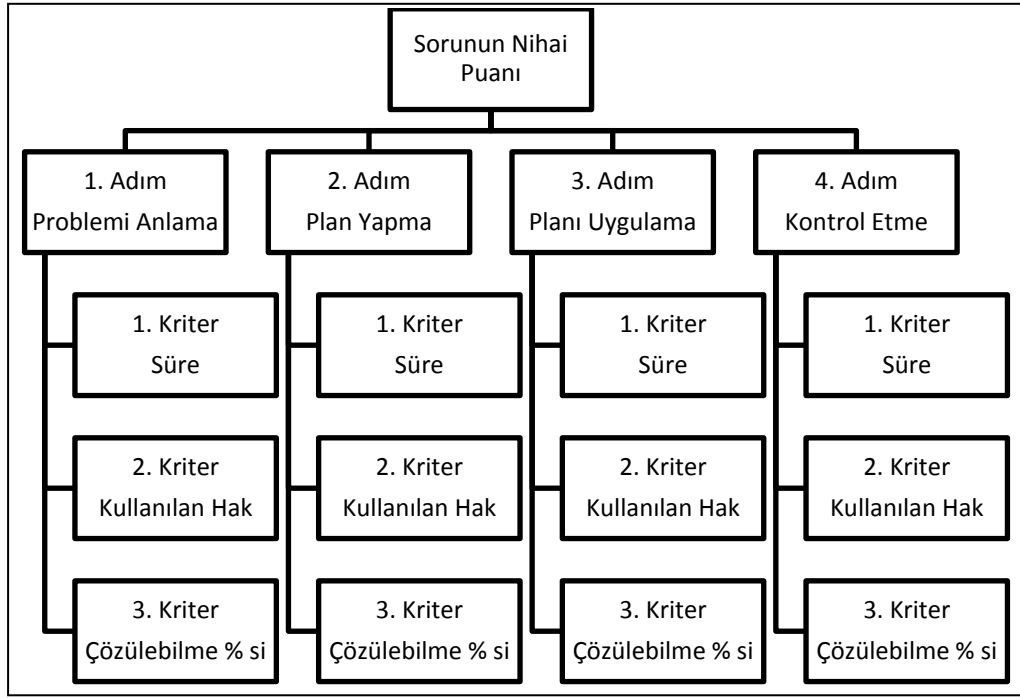 Sorunun Nihai
Puanı
1. Adım
Problemi Anlama
1. Kriter
Süre
2. Kriter
Kullanılan Hak
3. Kriter
Çözülebilme % si
2. Adım
Plan Yapma
1. Kriter
Süre
2. Kriter
Kullanılan Hak
3. Kriter
Çözülebilme % si
3. Adım
Planı Uygulama
1. Kriter
Süre
2. Kriter
Kullanılan Hak
3. Kriter
Çözülebilme % si
4. Adım
Kontrol Etme
1. Kriter
Süre
2. Kriter
Kullanılan Hak
3. Kriter
Çözülebilme % si